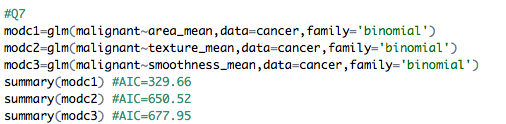 #Q7
modc1=glm(malignant~area_mean,data=cancer,family='binomial')
modc2=glm(malignant~texture_mean,data=cancer,family='binomial')
modc3=glm(malignant~smoothness_mean,data=cancer,family='binomial')
summary(modc1) #AIC=329.66
summary(modc2) #AIC=650.52
summary(modc3) #AIC=677.95